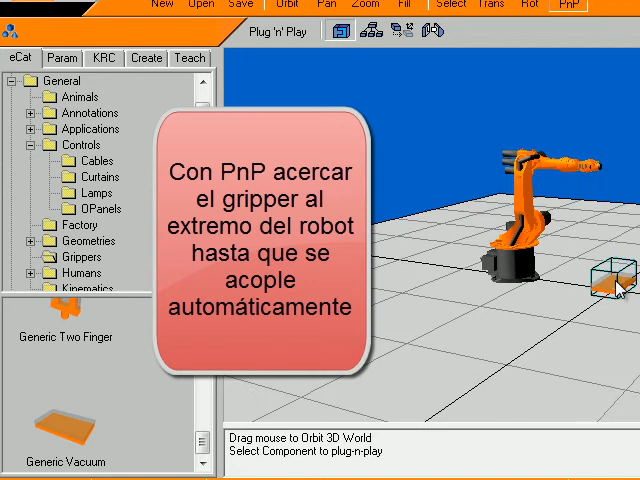 New Open Save Orbit Pan Zoom Fill Select Trans Rot PnP
Plug 'n' Play
eCat Param KRC Create Teach
General
Animals
Annotations
Applications
Controls
Cables
Curtains
Lamps
OPanels
Factory
Geometries
Grippers
Humans
Kinematics
Con PnP acercar
el gripper al
extremo del robot
hasta que se
acople
automáticamente
Generic Two Finger
Generic Vacuum
Drag mouse to Orbit 3D World
Select Component to plug-n-play